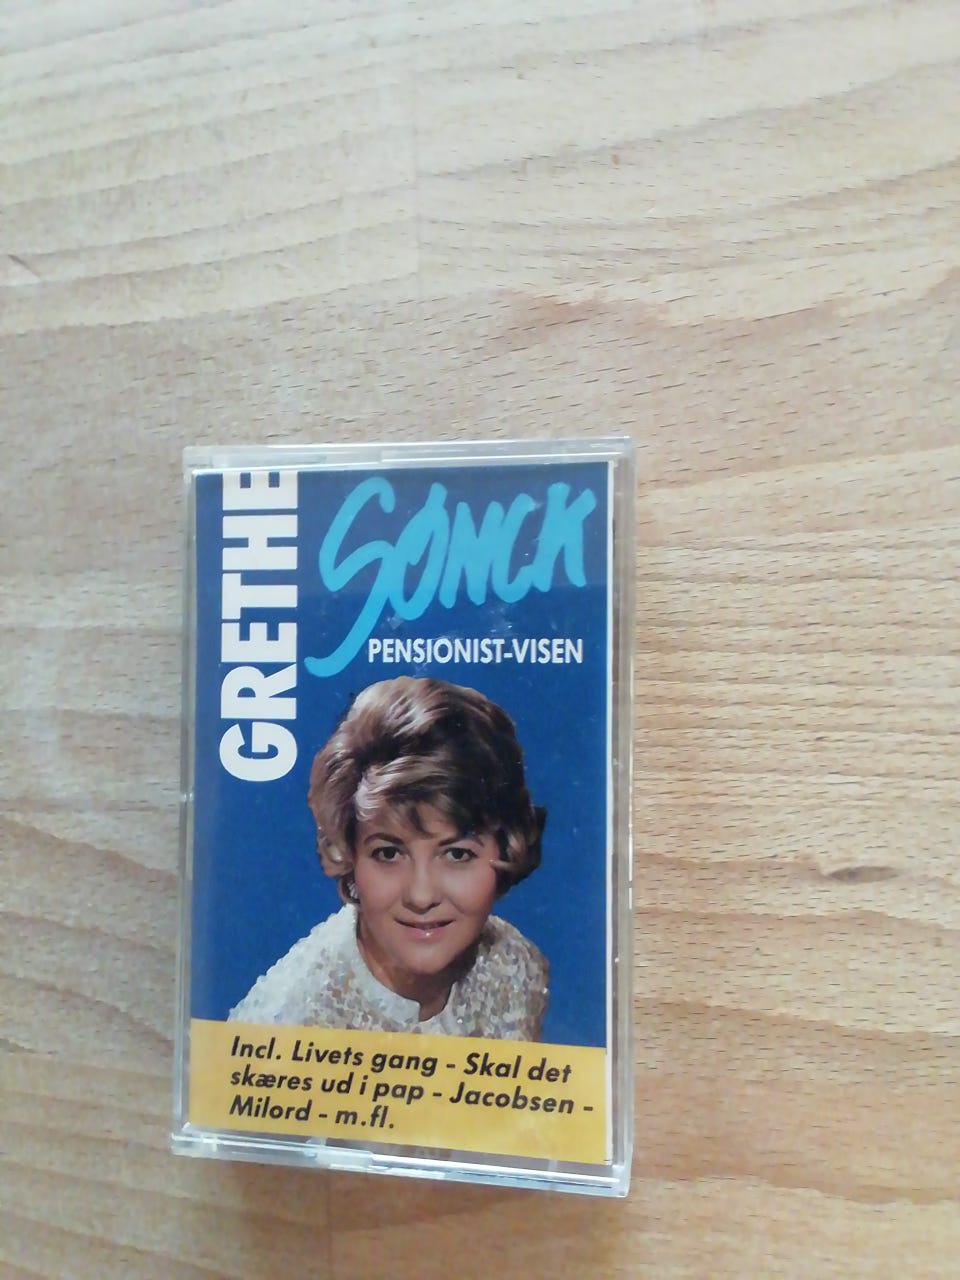 GRETHE
SØNCK
PENSIONIST-VISEN
Incl. Livets gang - Skal det
skæres ud i pap - Jacobsen -
Milord - m.fl.